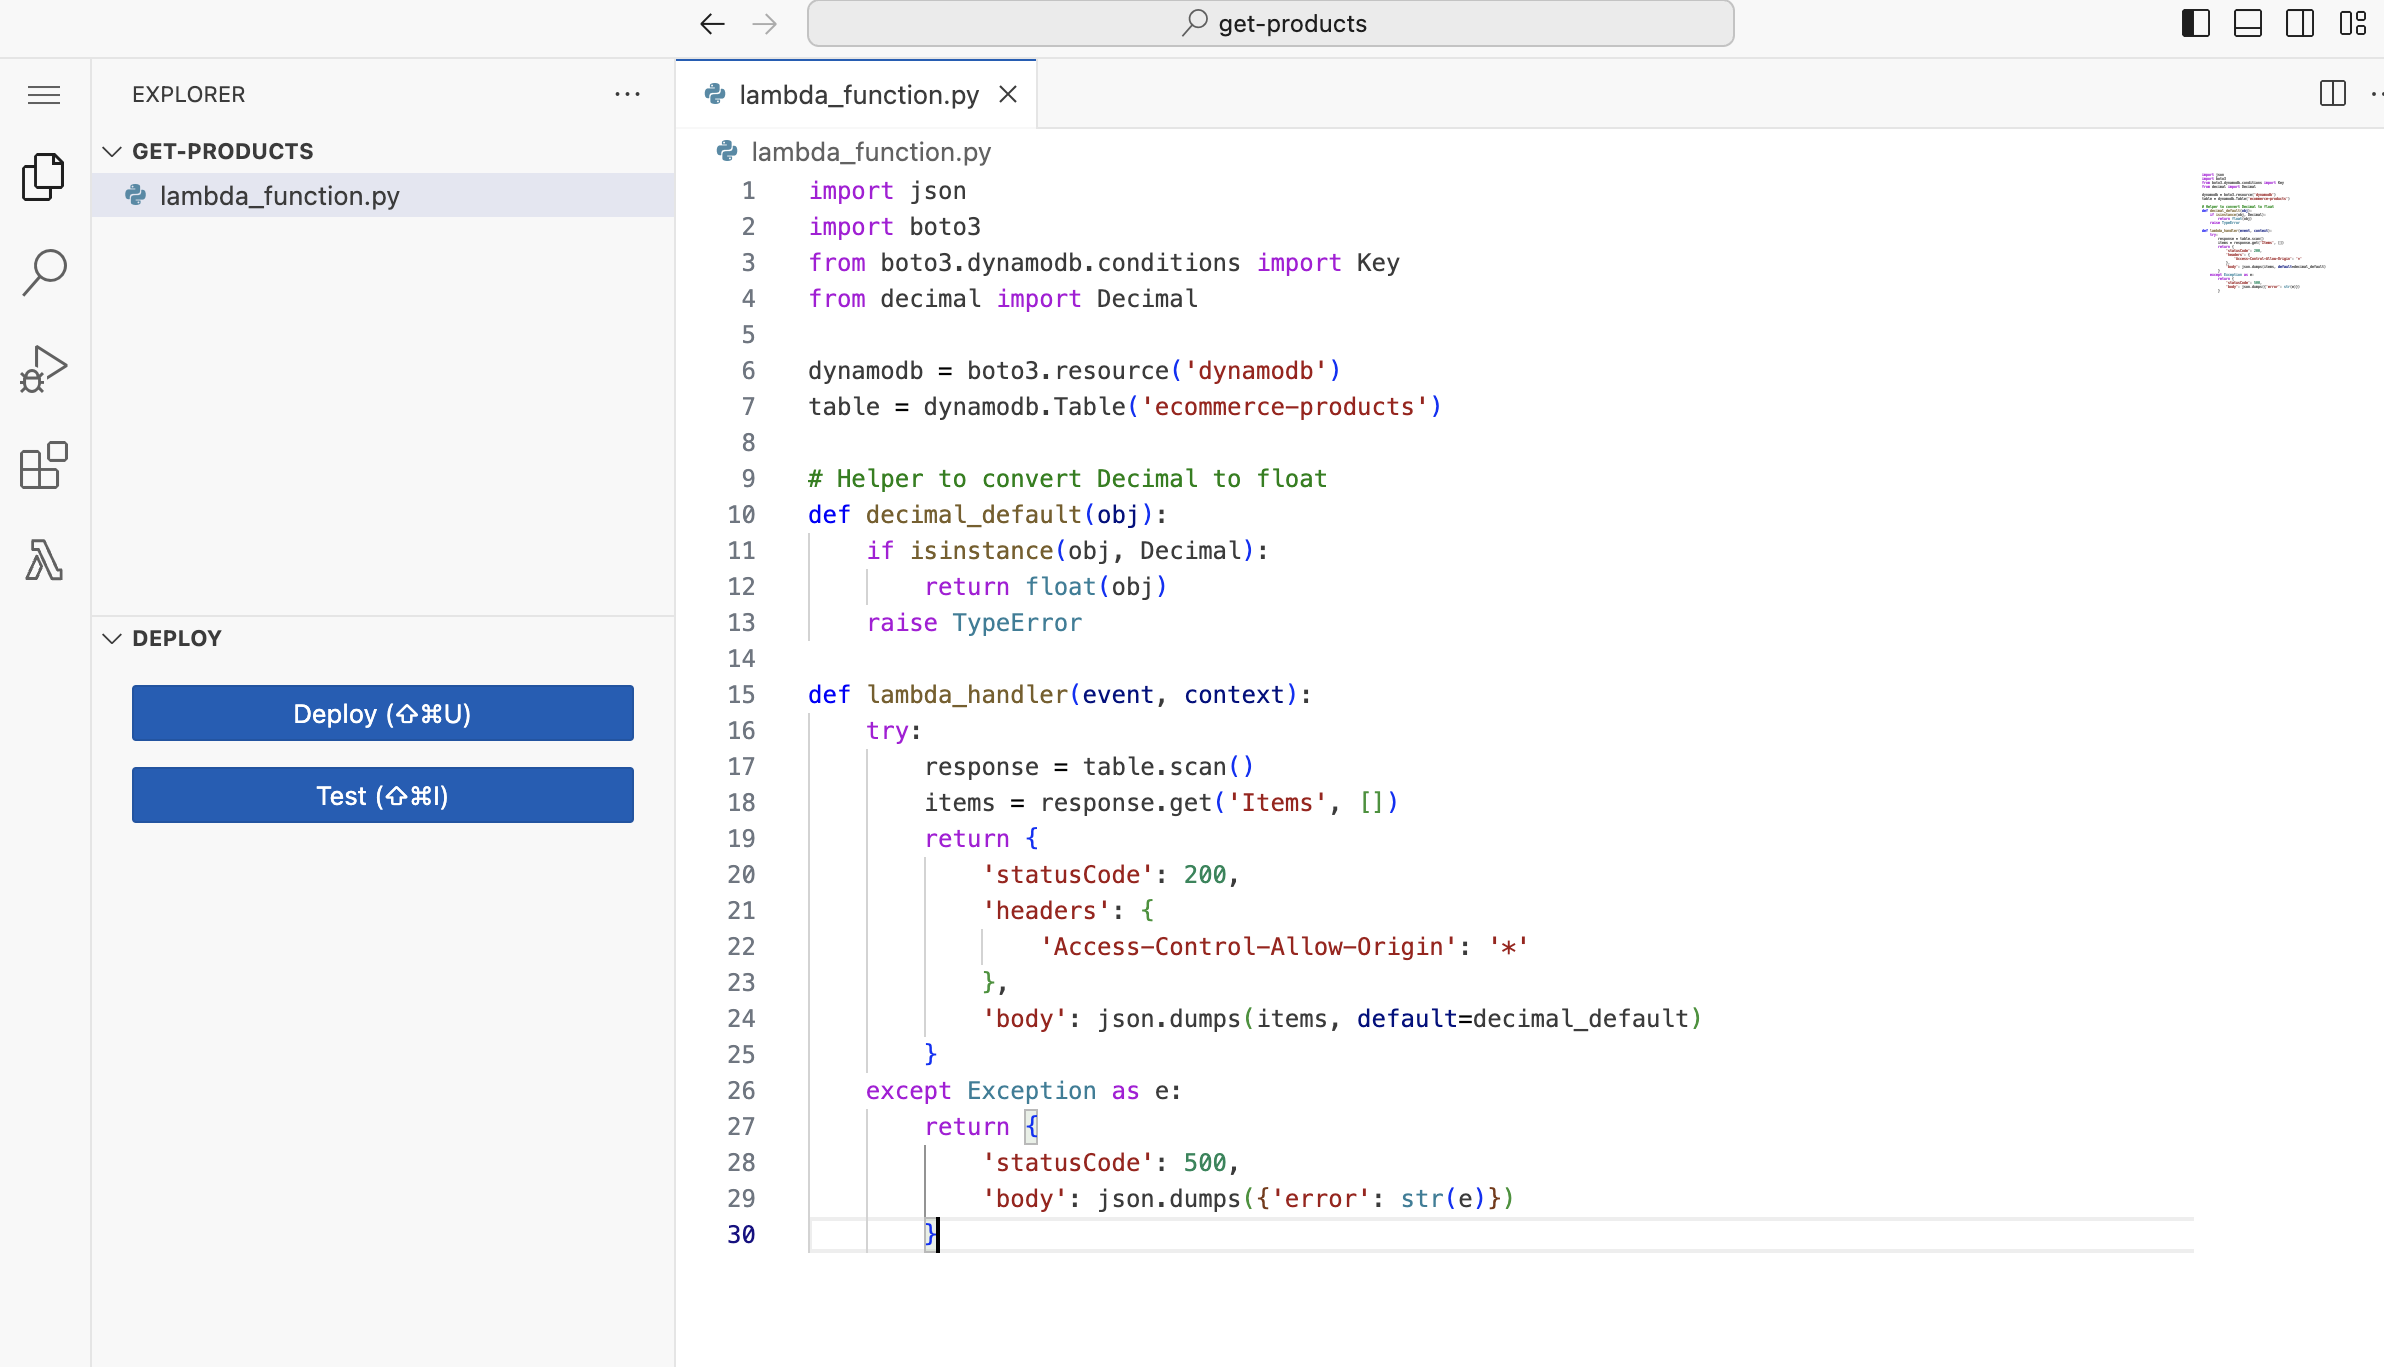 get-products
EXPLORER
GET-PRODUCTS
lambda_function.py
DEPLOY
Deploy (⇧⌘U)
Test (⇧⌘I)
lambda_function.py
lambda_function.py
1 import json
2 import boto3
3 from boto3.dynamodb.conditions import Key
4 from decimal import Decimal
5
6 dynamodb = boto3.resource('dynamodb')
7 table = dynamodb.Table('ecommerce-products')
8
9 # Helper to convert Decimal to float
10 def decimal_default(obj):
11     if isinstance(obj, Decimal):
12         return float(obj)
13     raise TypeError
14
15 def lambda_handler(event, context):
16     try:
17         response = table.scan()
18         items = response.get('Items', [])
19         return {
20             'statusCode': 200,
21             'headers': {
22                 'Access-Control-Allow-Origin': '*'
23             },
24             'body': json.dumps(items, default=decimal_default)
25         }
26     except Exception as e:
27         return {
28             'statusCode': 500,
29             'body': json.dumps({'error': str(e)})
30         }